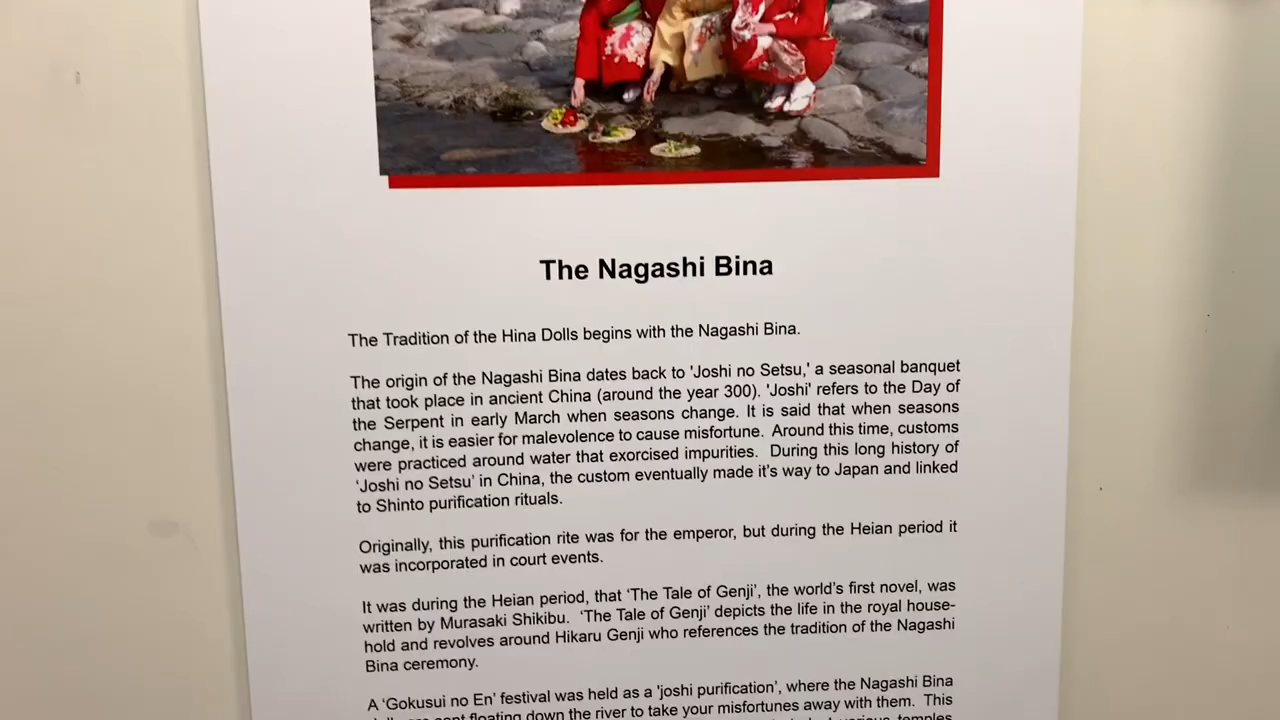 The Nagashi Bina
The Tradition of the Hina Dolls begins with the Nagashi Bina.
The origin of the Nagashi Bina dates back to 'Joshi no Setsu,' a seasonal banquet
that took place in ancient China (around the year 300). 'Joshi' refers to the Day of
the Serpent in early March when seasons change. It is said that when seasons
change, it is easier for malevolence to cause misfortune. Around this time, customs
were practiced around water that exorcised impurities. During this long history of
‘Joshi no Setsu’ in China, the custom eventually made it’s way to Japan and linked
to Shinto purification rituals.
Originally, this purification rite was for the emperor, but during the Heian period it
was incorporated in court events.
It was during the Heian period, that ‘The Tale of Genji’, the world’s first novel, was
written by Murasaki Shikibu. ‘The Tale of Genji’ depicts the life in the royal house-
hold and revolves around Hikaru Genji who references the tradition of the Nagashi
Bina ceremony.
A ‘Gokusui no En’ festival was held as a 'joshi purification’, where the Nagashi Bina
floating down the river to take your misfortunes away with them. This
various temples